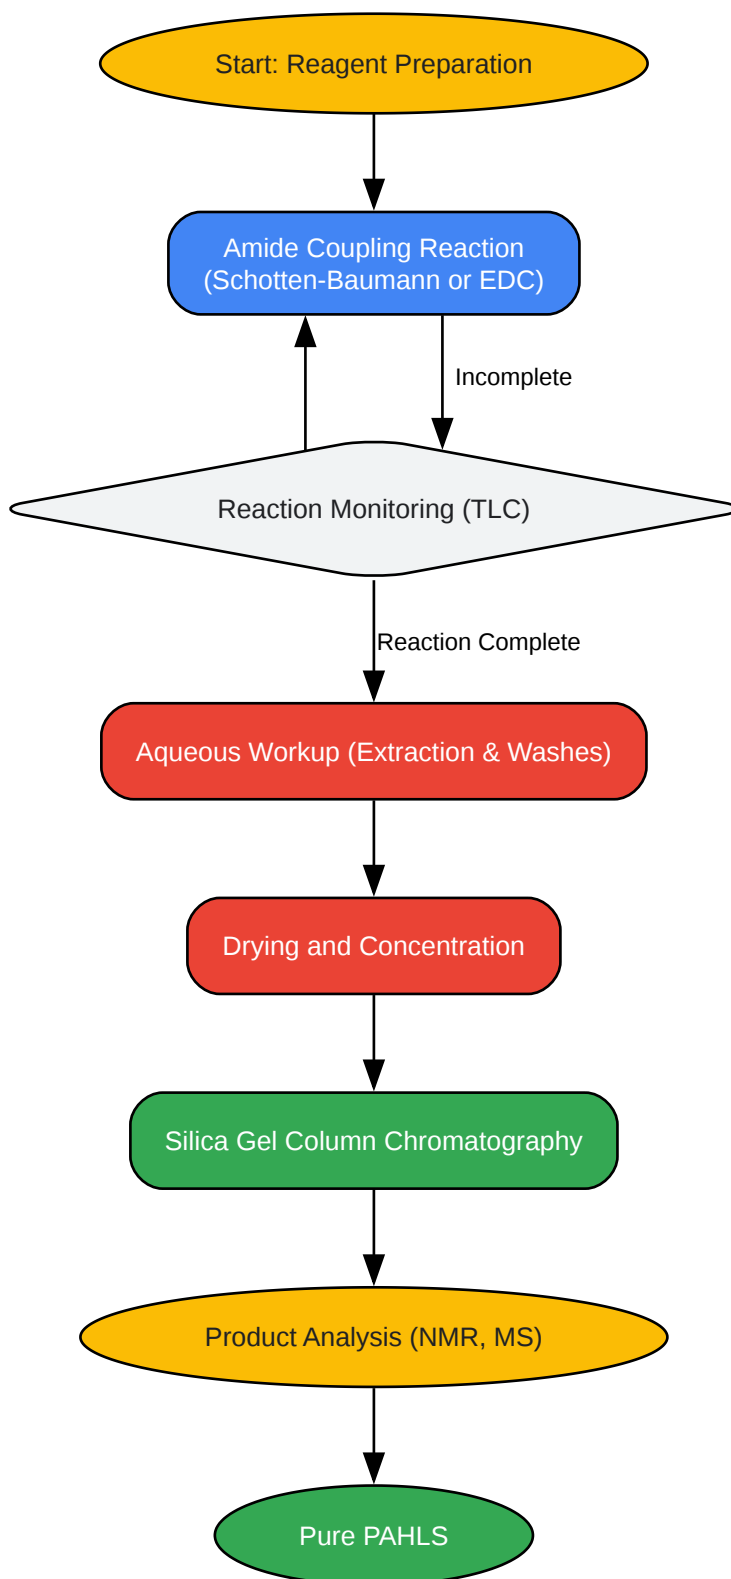 Start: Reagent Preparation
Amide Coupling Reaction
(Schotten-Baumann or EDC)
Incomplete
Reaction Monitoring (TLC)
Reaction Complete
Aqueous Workup (Extraction & Washes)
Drying and Concentration
Silica Gel Column Chromatography
Product Analysis (NMR, MS)
Pure PAHLS